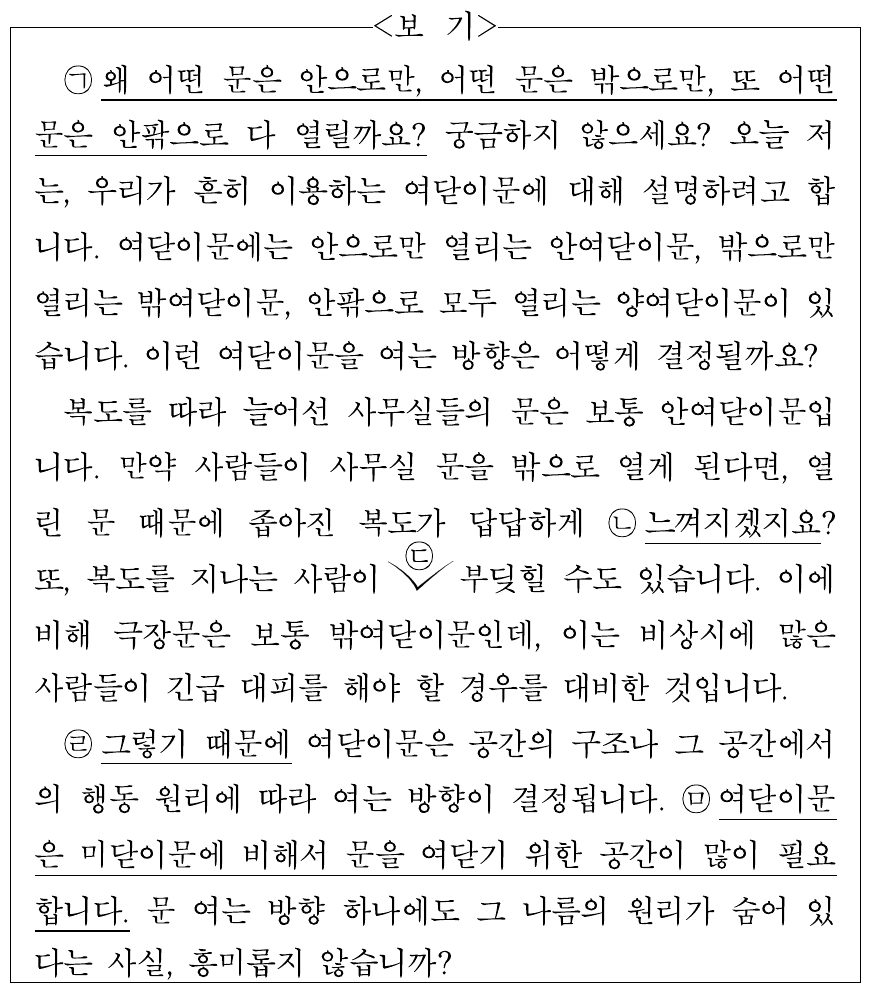 <보 기>
㉠ 왜 어떤 문은 안으로만, 어떤 문은 밖으로만, 또 어떤
문은 안팎으로 다 열릴까요? 궁금하지 않으세요? 오늘 저
는, 우리가 흔히 이용하는 여닫이문에 대해 설명하려고 합
니다. 여닫이문에는 안으로만 열리는 안여닫이문, 밖으로만
열리는 밖여닫이문, 안팎으로 모두 열리는 양여닫이문이 있
습니다. 이런 여닫이문을 여는 방향은 어떻게 결정될까요?
복도를 따라 늘어선 사무실들의 문은 보통 안여닫이문입
니다. 만약 사람들이 사무실 문을 밖으로 열게 된다면, 열
린 문 때문에 좁아진 복도가 답답하게 ㉡ 느껴지겠지요?
또, 복도를 지나는 사람이 ㉢ 부딪힐 수도 있습니다. 이에
비해 극장문은 보통 밖여닫이문인데, 이는 비상시에 많은
사람들이 긴급 대피를 해야 할 경우를 대비한 것입니다.
㉣ 그렇기 때문에 여닫이문은 공간의 구조나 그 공간에서
의 행동 원리에 따라 여는 방향이 결정됩니다. ㉤ 여닫이문
은 미닫이문에 비해서 문을 여닫기 위한 공간이 많이 필요
합니다. 문 여는 방향 하나에도 그 나름의 원리가 숨어 있
다는 사실, 흥미롭지 않습니까?